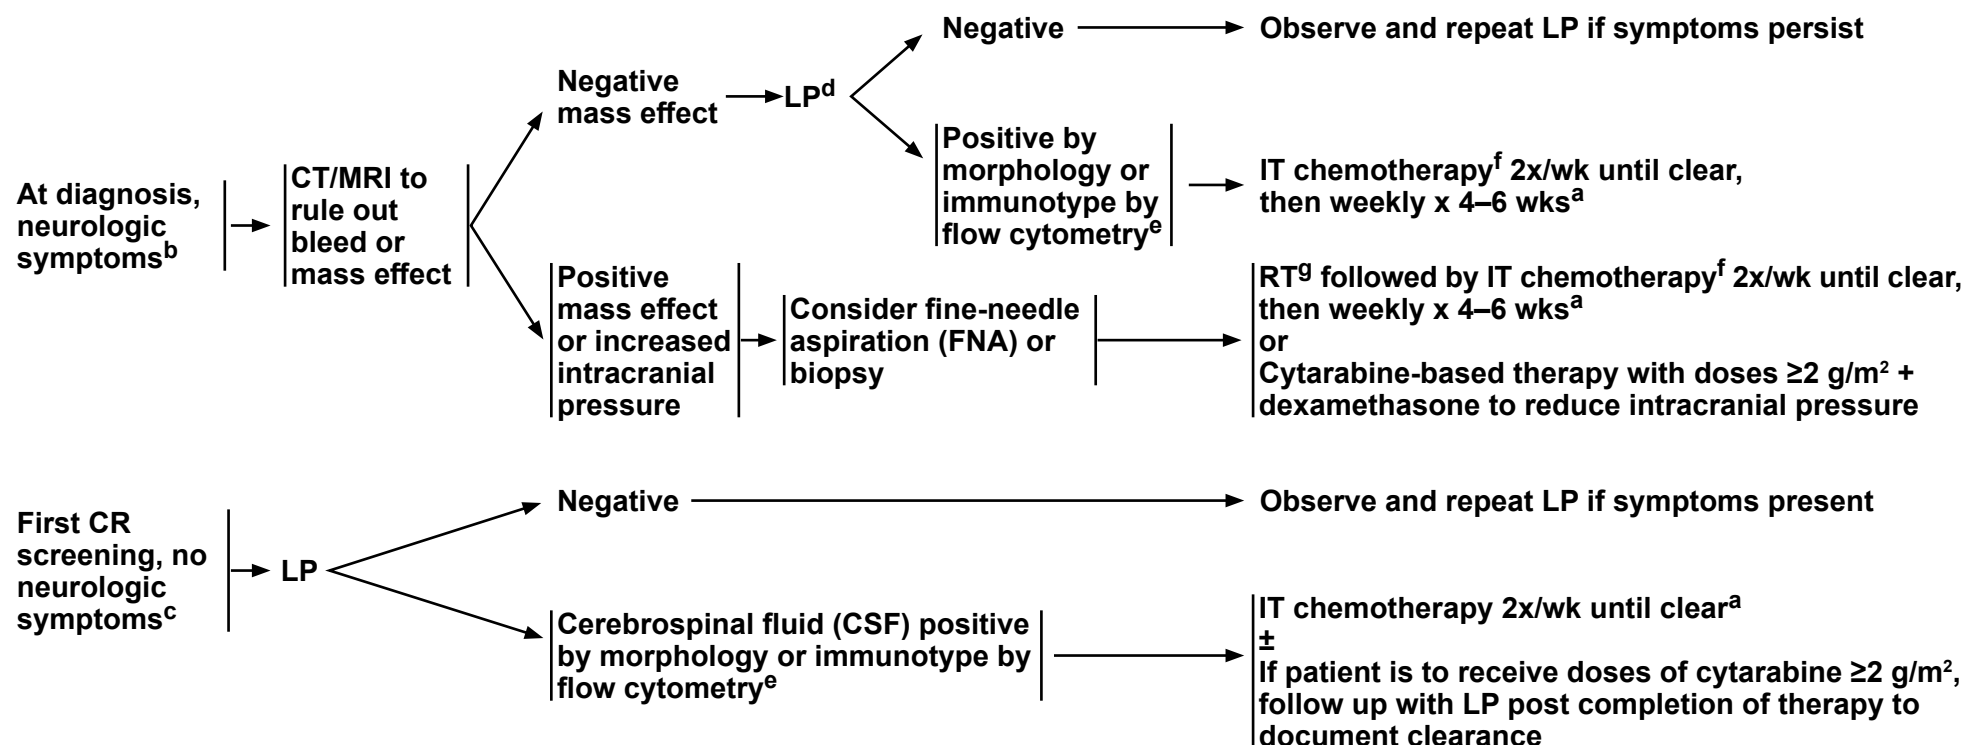 At diagnosis,
neurologic
symptomsᵇ
CT/MRI to
rule out
bleed or
mass effect
Negative
mass effect
LPᵈ
Negative
Observe and repeat LP if symptoms persist
Positive by
morphology or
immunotype by
flow cytometryᵉ
IT chemotherapyᶠ 2x/wk until clear,
then weekly x 4–6 wksᵃ
Positive
mass effect
or increased
intracranial
pressure
Consider fine-needle
aspiration (FNA) or
biopsy
RTᵍ followed by IT chemotherapyᶠ 2x/wk until clear,
then weekly x 4–6 wksᵃ
or
Cytarabine-based therapy with doses ≥2 g/m² +
dexamethasone to reduce intracranial pressure
First CR
screening, no
neurologic
symptomsᶜ
LP
Negative
Observe and repeat LP if symptoms present
Cerebrospinal fluid (CSF) positive
by morphology or immunotype by
flow cytometryᵉ
IT chemotherapy 2x/wk until clearᵃ
±
If patient is to receive doses of cytarabine ≥2 g/m²,
follow up with LP post completion of therapy to
document clearance